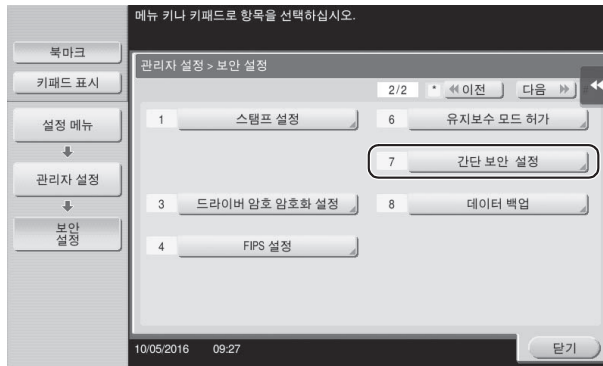 메뉴 키나 키패드로 항목을 선택하십시오.
북마크
키패드 표시
설정 메뉴
관리자 설정
보안
설정
관리자 설정 > 보안 설정
2/2 * 이전 다음
1 스탬프 설정
6 유지보수 모드 허가
7 간단 보안 설정
3 드라이버 암호 암호화 설정
8 데이터 백업
4 FIPS 설정
10/05/2016 09:27
닫기